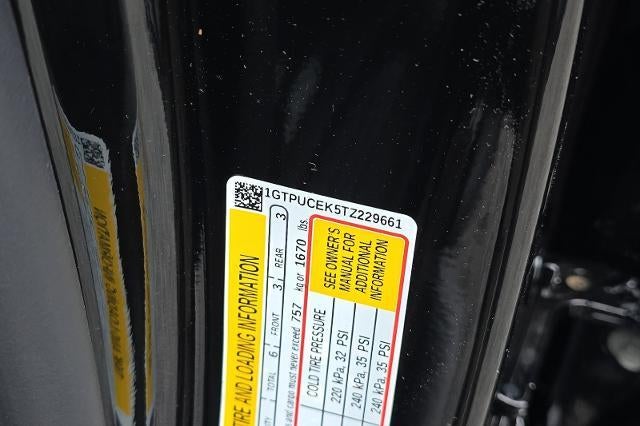 1GTPUCEK5TZ229661
TIRE AND LOADING INFORMATION
TOTAL 6 FRONT 3 REAR 3
and cargo must never exceed 757 kg or 1670 lbs.
COLD TIRE PRESSURE
220 kPa, 32 PSI
240 kPa, 35 PSI
240 kPa, 35 PSI
SEE OWNER'S
MANUAL FOR
ADDITIONAL
INFORMATION